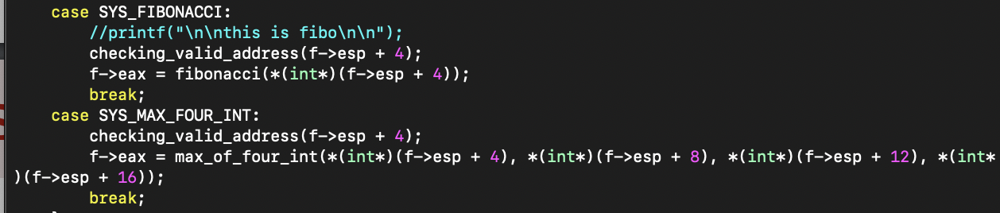 case SYS_FIBONACCI:
//printf("\n\nthis is fibo\n\n");
checking_valid_address(f->esp + 4);
f->eax = fibonacci(*(int*)(f->esp + 4));
break;
case SYS_MAX_FOUR_INT:
checking_valid_address(f->esp + 4);
f->eax = max_of_four_int(*(int*)(f->esp + 4), *(int*)(f->esp + 8), *(int*)(f->esp + 12), *(int*
)(f->esp + 16));
break;